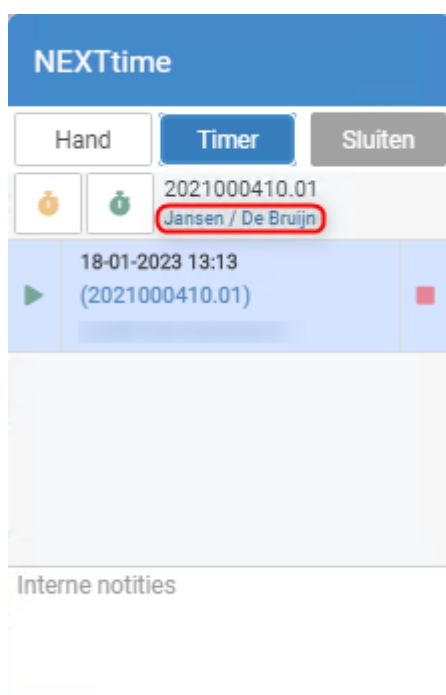 NEXTtime
Hand Timer Sluiten
2021000410.01
Jansen / De Bruijn
18-01-2023 13:13
(2021000410.01)
Interne notities